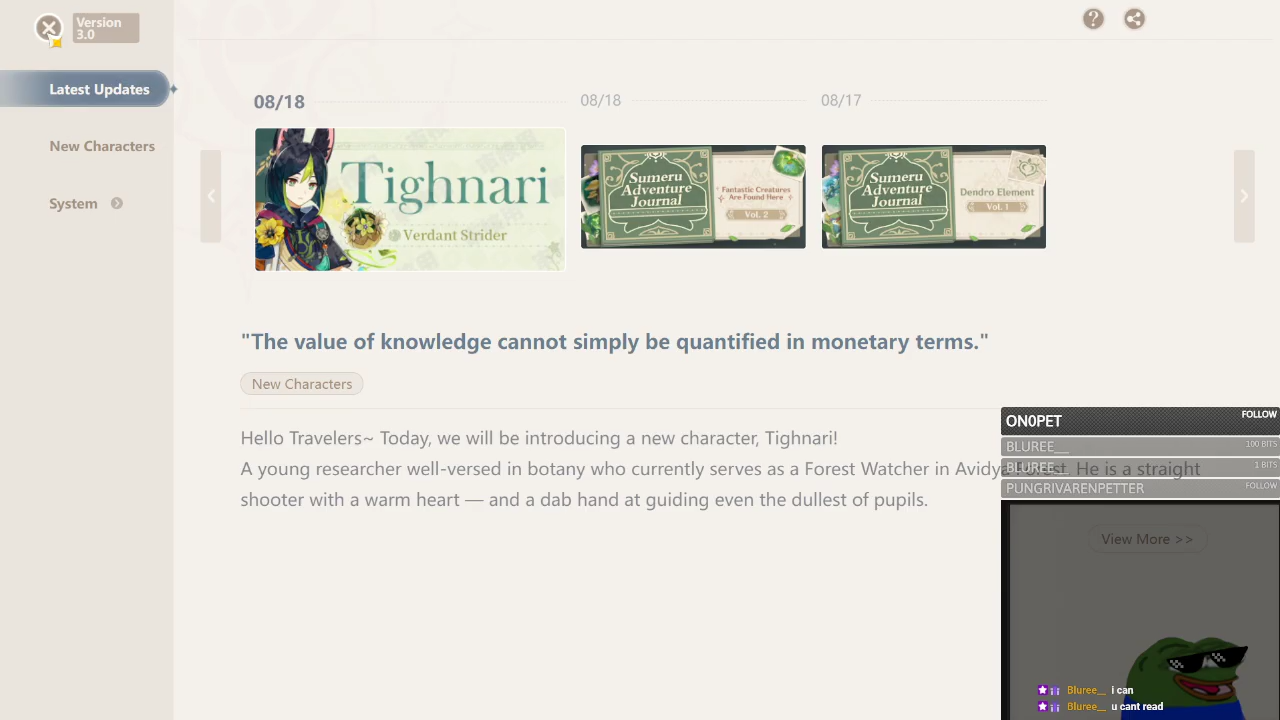 Version
3.0
Latest Updates
New Characters
System
08/18
08/18
08/17
Tighnari
Verdant Strider
Sumeru
Adventure
Journal
Fantastic Creatures
Are Found Here
Vol. 2
Sumeru
Adventure
Journal
Dendro Element
Vol. 1
"The value of knowledge cannot simply be quantified in monetary terms."
New Characters
Hello Travelers~ Today, we will be introducing a new character, Tighnari!
A young researcher well-versed in botany who currently serves as a Forest Watcher in Avidya Forest. He is a straight
shooter with a warm heart — and a dab hand at guiding even the dullest of pupils.
ON0PET FOLLOW
BLUREE__ 100 BITS
BLUREE__ 1 BITS
PUNGRIVARENPETTER FOLLOW
View More >>
Bluree__ i can
Bluree__ u cant read